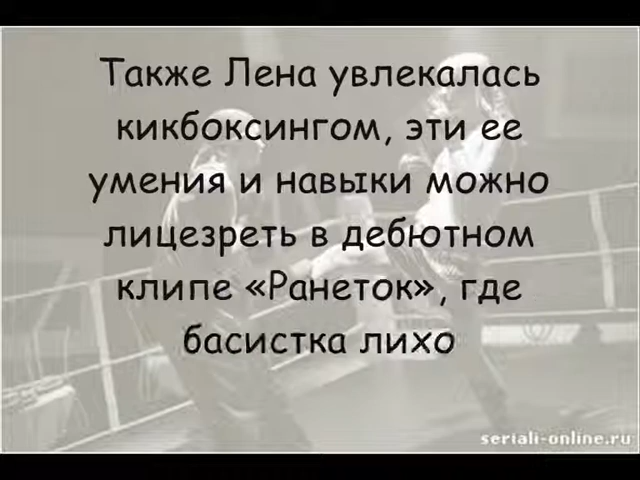 Также Лена увлекалась
кикбоксингом, эти ее
умения и навыки можно
лицезреть в дебютном
клипе «Ранеток», где
басистка лихо
seriali-online.ru